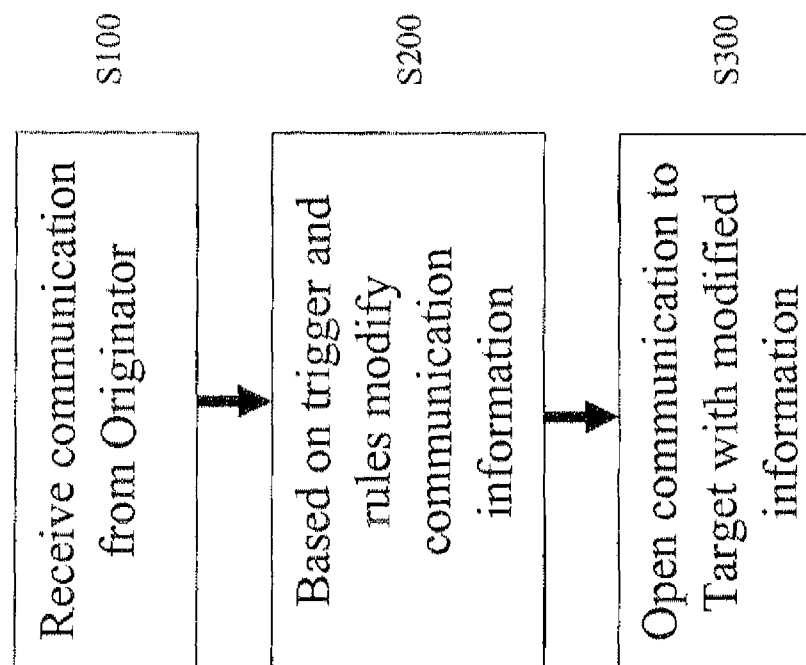 Receive communication
from Originator
S100
Based on trigger and
rules modify
communication
information
S200
Open communication to
Target with modified
information
S300